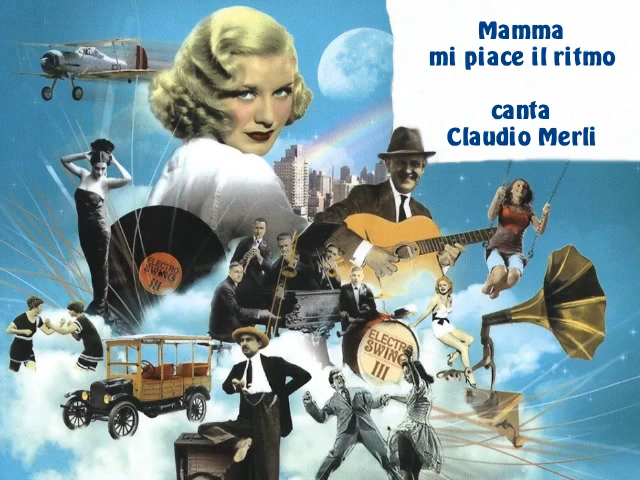 Mamma
mi piace il ritmo
canta
Claudio Merli
ELECTRO
SWING
III
ELECTRO
SWING
III